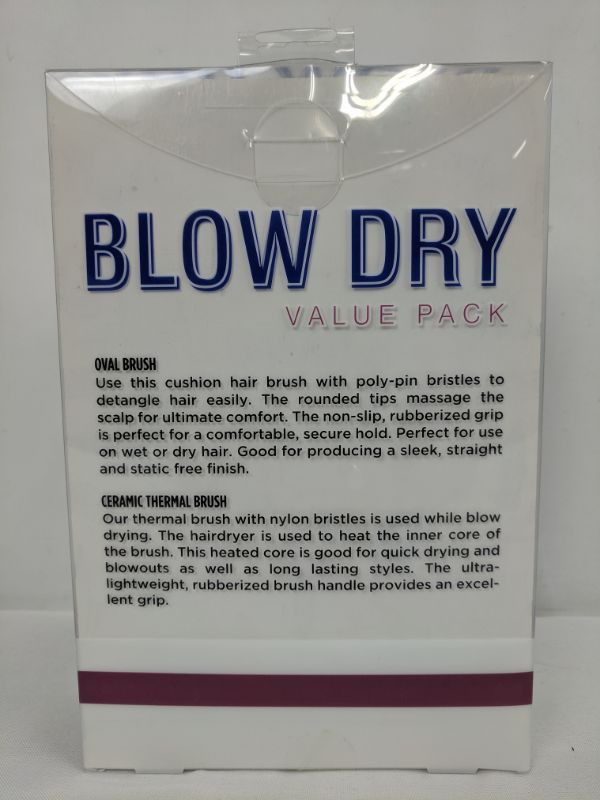 BLOW DRY
VALUE PACK
OVAL BRUSH
Use this cushion hair brush with poly-pin bristles to
detangle hair easily. The rounded tips massage the
scalp for ultimate comfort. The non-slip, rubberized grip
is perfect for a comfortable, secure hold. Perfect for use
on wet or dry hair. Good for producing a sleek, straight
and static free finish.
CERAMIC THERMAL BRUSH
Our thermal brush with nylon bristles is used while blow
drying. The hairdryer is used to heat the inner core of
the brush. This heated core is good for quick drying and
blowouts as well as long lasting styles. The ultra-
lightweight, rubberized brush handle provides an excel-
lent grip.